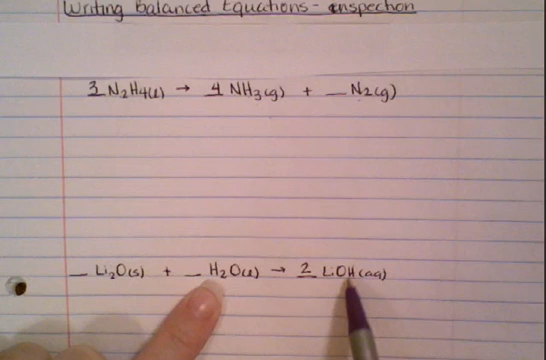 Writing Balanced Equations - inspection
3 N2H4(l) → 4 NH3(g) + __ N2(g)
__ Li2O(s) + __ H2O(l) → 2 LiOH(aq)